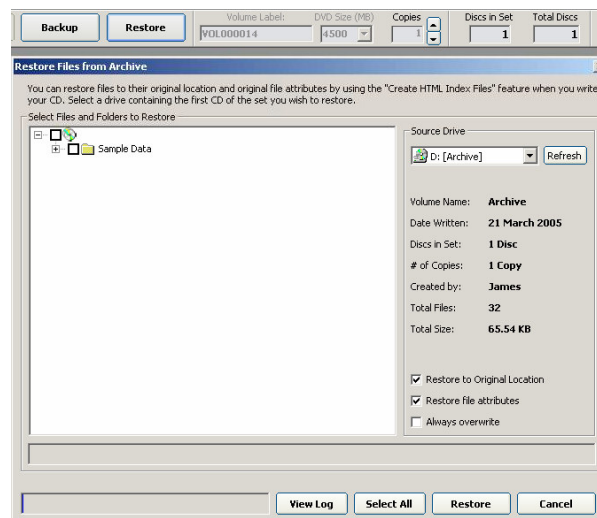 Backup
Restore
Volume Label:
DVD Size (MB)
Copies
Discs in Set
Total Discs
VOL000014
4500
1
1
1
Restore Files from Archive
You can restore files to their original location and original file attributes by using the "Create HTML Index Files" feature when you write
your CD. Select a drive containing the first CD of the set you wish to restore.
Select Files and Folders to Restore
Sample Data
Source Drive
D: [Archive]
Refresh
Volume Name: Archive
Date Written: 21 March 2005
Discs in Set: 1 Disc
# of Copies: 1 Copy
Created by: James
Total Files: 32
Total Size: 65.54 KB
Restore to Original Location
Restore file attributes
Always overwrite
View Log
Select All
Restore
Cancel